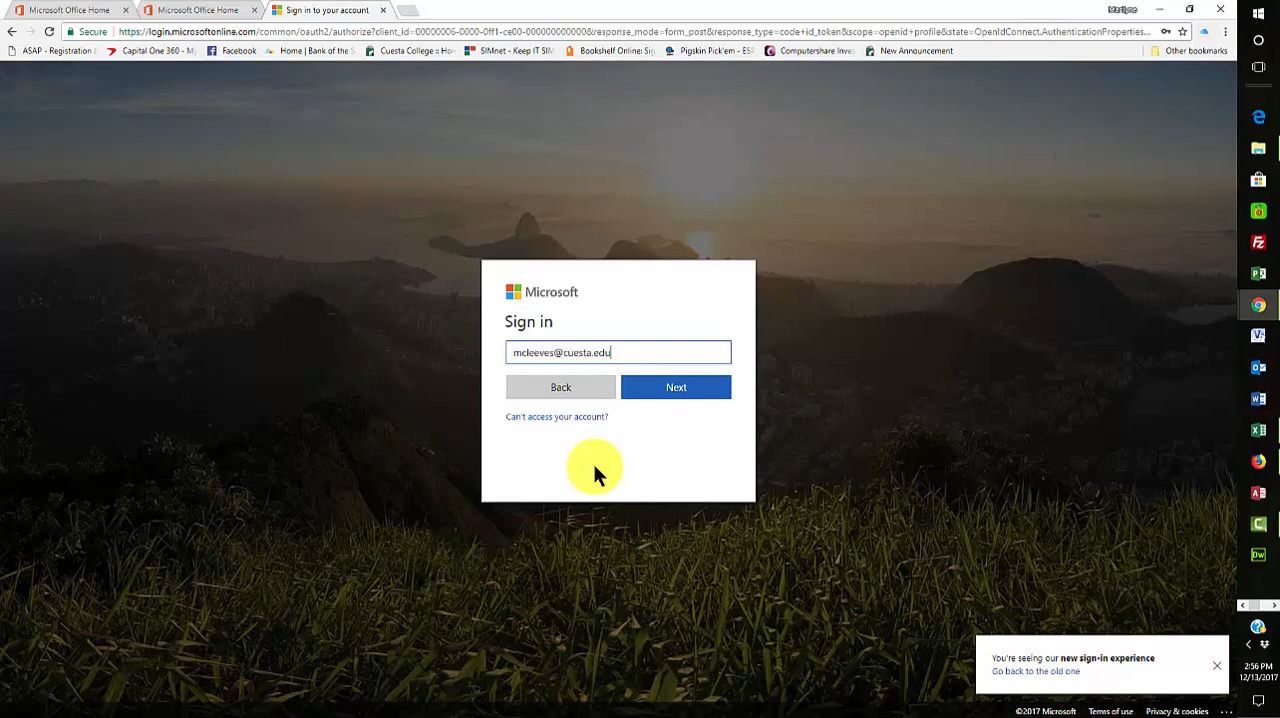 Microsoft Office Home
Microsoft Office Home
Sign in to your account
Secure
https://login.microsoftonline.com/common/oauth2/authorize?client_id=00000006-0000-0ff1-ce00-000000000000&response_mode=form_post&response_type=code+id_token&scope=openid+profile&state=OpenIdConnect.AuthenticationProperties...
ASAP - Registration
Capital One 360 - My
Facebook
Home | Bank of the S
Cuesta College :: Hom
SIMnet - Keep IT SIM
Bookshelf Online: Sig
Pigskin Pick'em - ESP
Computershare Inves
New Announcement
Other bookmarks
Microsoft
Sign in
mcleeves@cuesta.edu
Back
Next
Can't access your account?
You're seeing our new sign-in experience
Go back to the old one
2:56 PM
12/13/2017
©2017 Microsoft
Terms of use
Privacy & cookies
...